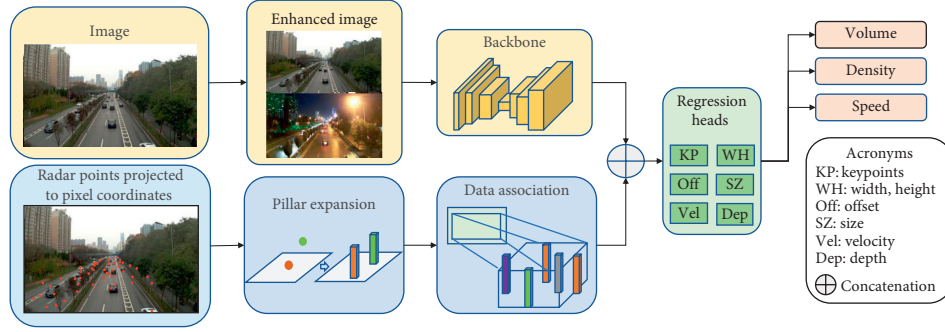 Image
Enhanced image
Backbone
Radar points projected
to pixel coordinates
Pillar expansion
Data association
Regression
heads
KP WH
Off SZ
Vel Dep
Volume
Density
Speed
Acronyms
KP: keypoints
WH: width, height
Off: offset
SZ: size
Vel: velocity
Dep: depth
Concatenation